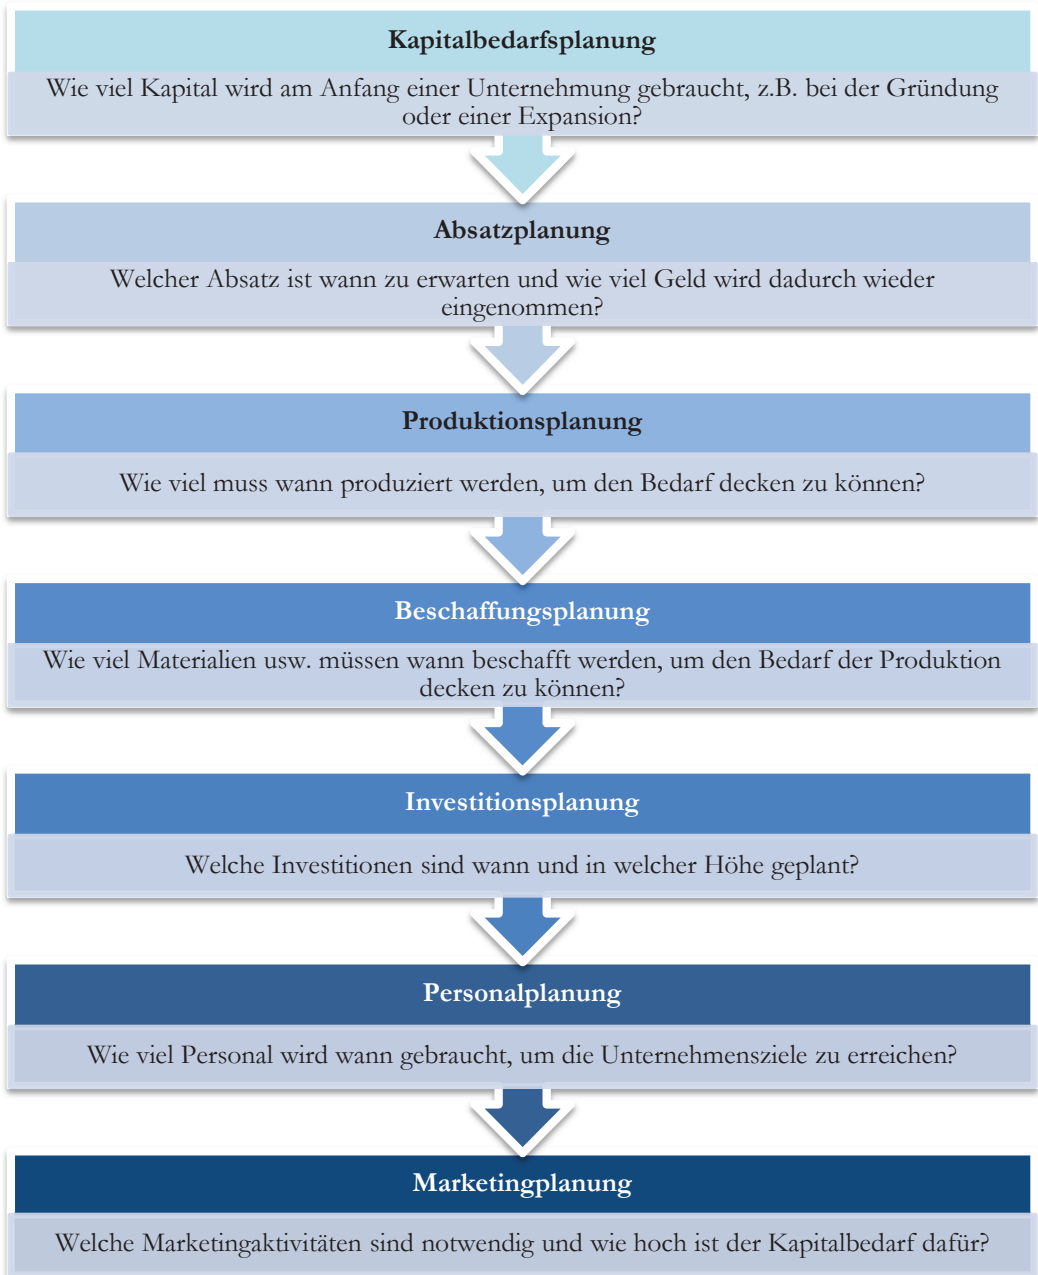 Kapitalbedarfsplanung
Wie viel Kapital wird am Anfang einer Unternehmung gebraucht, z.B. bei der Gründung
oder einer Expansion?
Absatzplanung
Welcher Absatz ist wann zu erwarten und wie viel Geld wird dadurch wieder
eingenommen?
Produktionsplanung
Wie viel muss wann produziert werden, um den Bedarf decken zu können?
Beschaffungsplanung
Wie viel Materialien usw. müssen wann beschafft werden, um den Bedarf der Produktion
decken zu können?
Investitionsplanung
Welche Investitionen sind wann und in welcher Höhe geplant?
Personalplanung
Wie viel Personal wird wann gebraucht, um die Unternehmensziele zu erreichen?
Marketingplanung
Welche Marketingaktivitäten sind notwendig und wie hoch ist der Kapitalbedarf dafür?